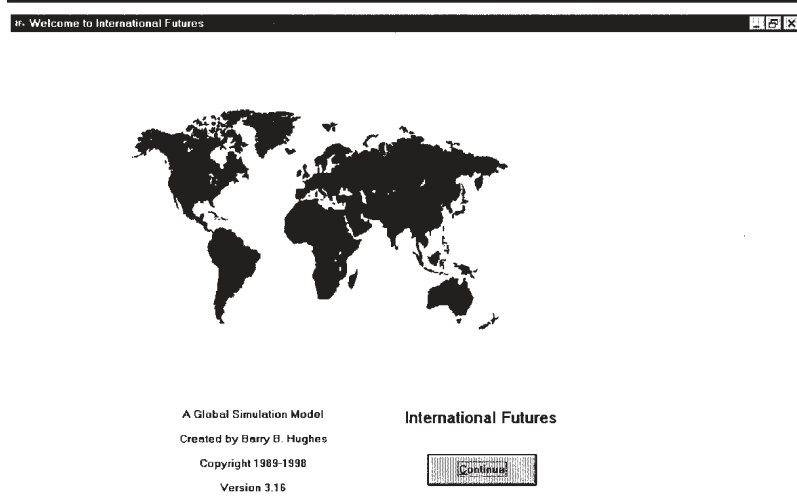 Welcome to International Futures
A Global Simulation Model
Created by Barry B. Hughes
Copyright 1989-1998
Version 3.16
International Futures
Continue